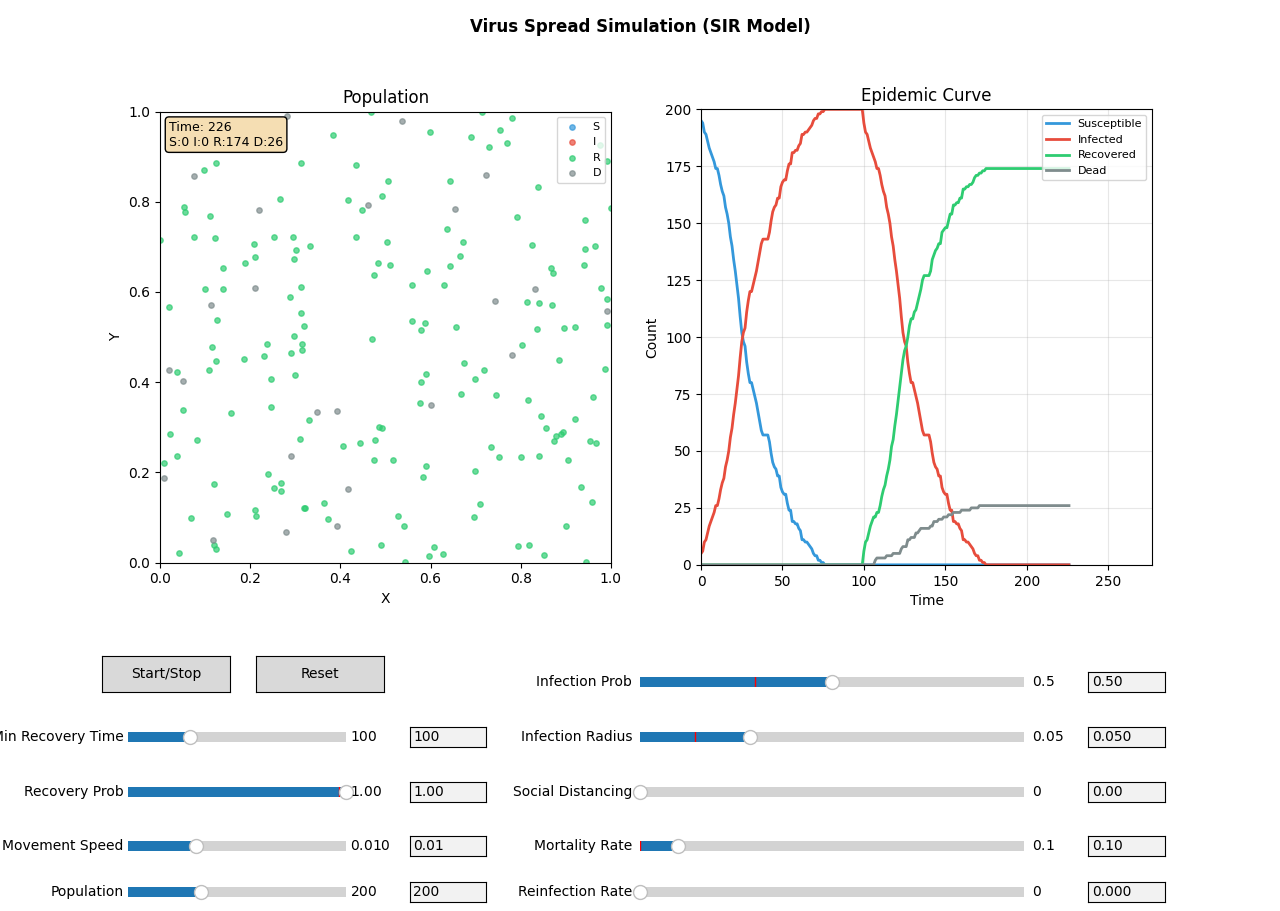 Virus Spread Simulation (SIR Model)
Population
Time: 226
S:0 I:0 R:174 D:26
S
I
R
D
1.0
0.8
0.6
0.4
0.2
0.0
Y
0.0 0.2 0.4 0.6 0.8 1.0
X
Epidemic Curve
Susceptible
Infected
Recovered
Dead
200
175
150
125
100
75
50
25
0
Count
0 50 100 150 200 250
Time
Start/Stop Reset
Min Recovery Time 100 100
Recovery Prob 1.00 1.00
Movement Speed 0.010 0.01
Population 200 200
Infection Prob 0.5 0.50
Infection Radius 0.05 0.050
Social Distancing 0 0.00
Mortality Rate 0.1 0.10
Reinfection Rate 0 0.000